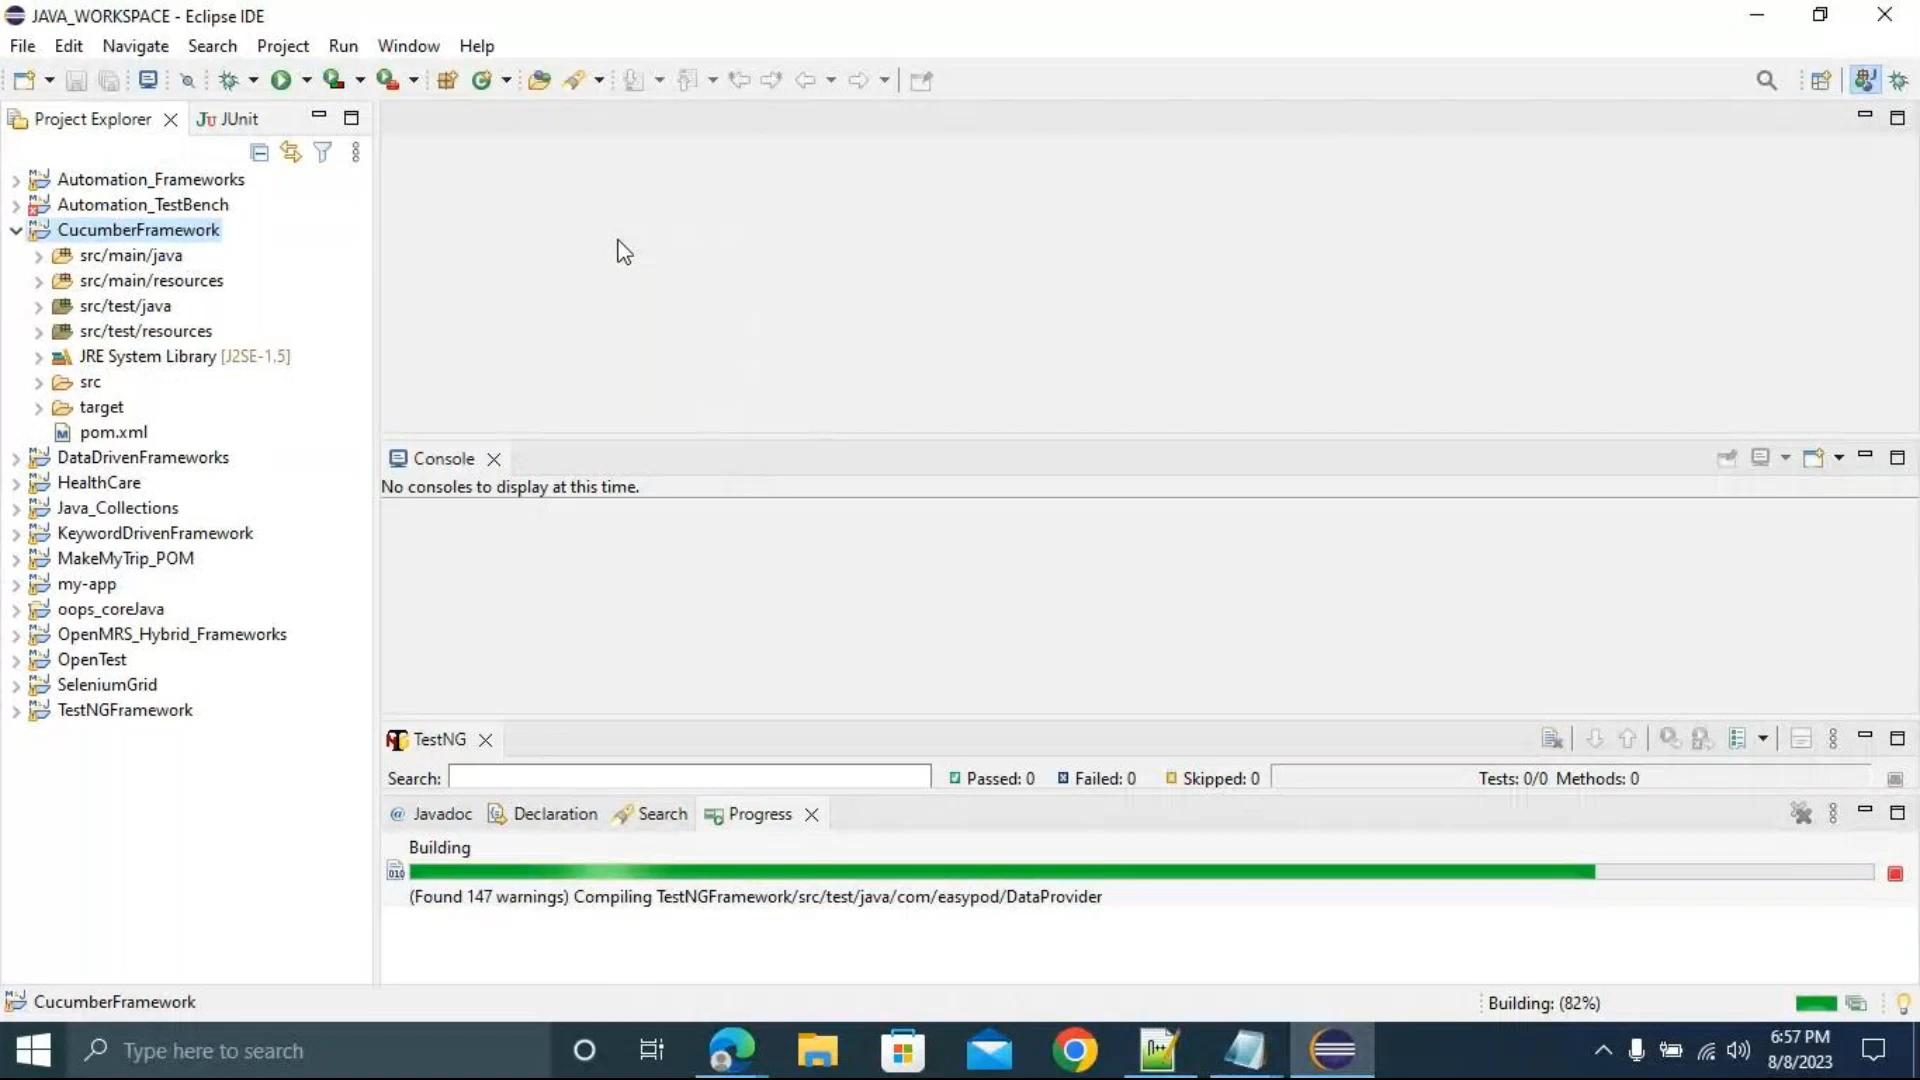 JAVA_WORKSPACE - Eclipse IDE
File Edit Navigate Search Project Run Window Help
Project Explorer
Ju JUnit
Automation_Frameworks
Automation_TestBench
CucumberFramework
src/main/java
src/main/resources
src/test/java
src/test/resources
JRE System Library [J2SE-1.5]
src
target
pom.xml
DataDrivenFrameworks
HealthCare
Java_Collections
KeywordDrivenFramework
MakeMyTrip_POM
my-app
oops_coreJava
OpenMRS_Hybrid_Frameworks
OpenTest
SeleniumGrid
TestNGFramework
Console
No consoles to display at this time.
TestNG
Search: Passed: 0 Failed: 0 Skipped: 0 Tests: 0/0 Methods: 0
@ Javadoc Declaration Search Progress
Building
010
(Found 147 warnings) Compiling TestNGFramework/src/test/java/com/easypod/DataProvider
CucumberFramework
Building: (82%)
Type here to search
6:57 PM
8/8/2023